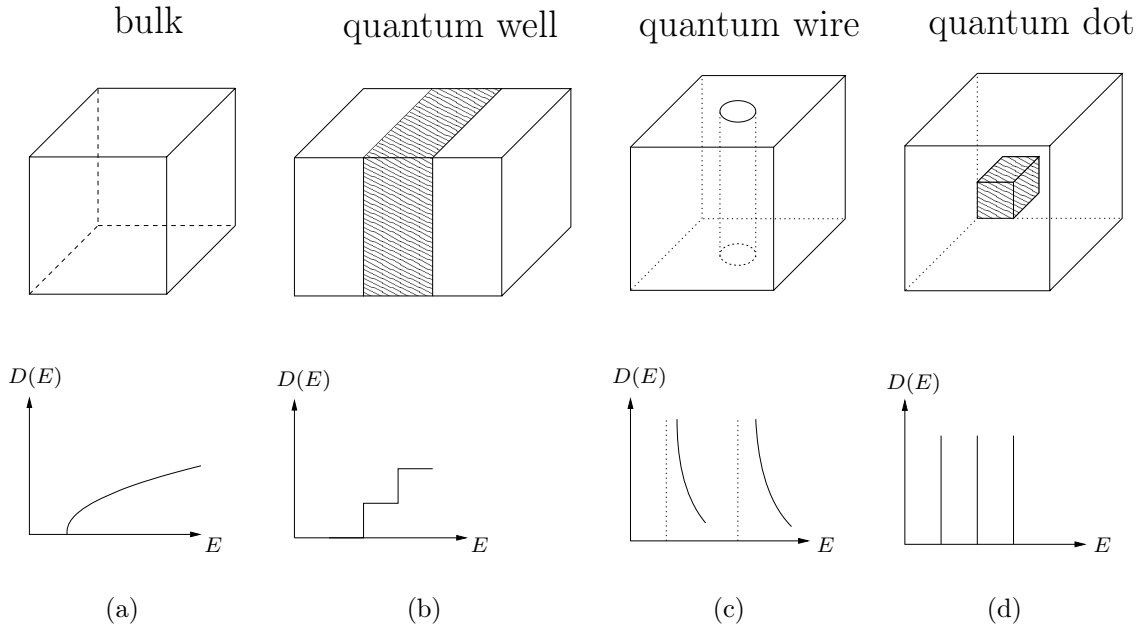 bulk
quantum well
quantum wire
quantum dot
D(E)
D(E)
D(E)
D(E)
E
E
E
E
(a)
(b)
(c)
(d)